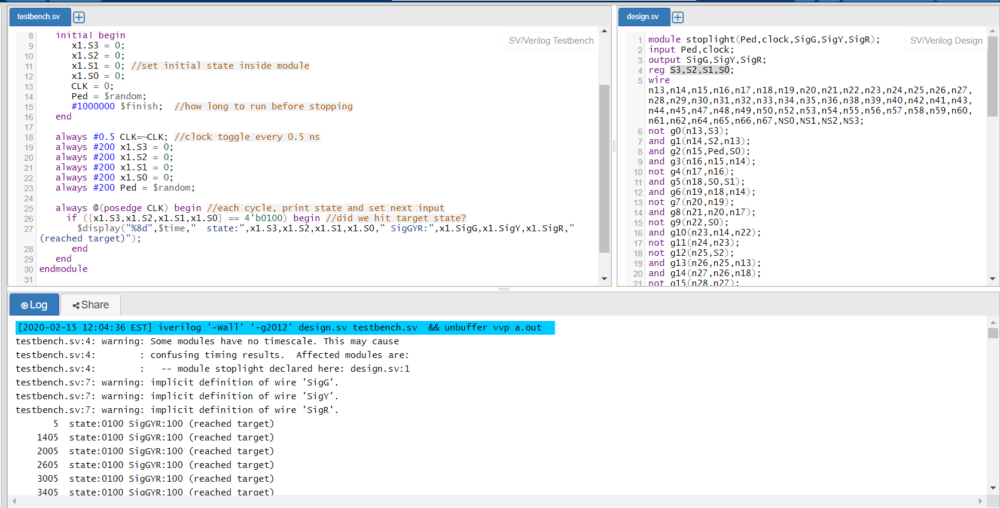 testbench.sv
SV/Verilog Testbench
8 initial begin
9 x1.S3 = 0;
10 x1.S2 = 0;
11 x1.S1 = 0; //set initial state inside module
12 x1.S0 = 0;
13 CLK = 0;
14 Ped = $random;
15 #1000000 $finish; //how long to run before stopping
16 end
17
18 always #0.5 CLK=~CLK; //clock toggle every 0.5 ns
19 always #200 x1.S3 = 0;
20 always #200 x1.S2 = 0;
21 always #200 x1.S1 = 0;
22 always #200 x1.S0 = 0;
23 always #200 Ped = $random;
24
25 always @(posedge CLK) begin //each cycle, print state and set next input
26 if ({x1.S3,x1.S2,x1.S1,x1.S0} == 4'b0100) begin //did we hit target state?
27 $display("%8d",$time,"  state:",x1.S3,x1.S2,x1.S1,x1.S0," SigGYR:",x1.SigG,x1.SigY,x1.SigR,"
(reached target)");
28 end
29 end
30 endmodule
31
design.sv
SV/Verilog Design
1 module stoplight(Ped,clock,SigG,SigY,SigR);
2 input Ped,clock;
3 output SigG,SigY,SigR;
4 reg S3,S2,S1,S0;
5 wire
n13,n14,n15,n16,n17,n18,n19,n20,n21,n22,n23,n24,n25,n26,n27,
n28,n29,n30,n31,n32,n33,n34,n35,n36,n38,n39,n40,n42,n41,n43,
n44,n45,n47,n48,n49,n50,n52,n53,n54,n55,n56,n57,n58,n59,n60,
n61,n62,n64,n65,n66,n67,NS0,NS1,NS2,NS3;
6 not g0(n13,S3);
7 and g1(n14,S2,n13);
8 and g2(n15,Ped,S0);
9 and g3(n16,n15,n14);
10 not g4(n17,n16);
11 and g5(n18,S0,S1);
12 and g6(n19,n18,n14);
13 not g7(n20,n19);
14 and g8(n21,n20,n17);
15 not g9(n22,S0);
16 and g10(n23,n14,n22);
17 not g11(n24,n23);
18 not g12(n25,S2);
19 and g13(n26,n25,n13);
20 and g14(n27,n26,n18);
21 not g15(n28,n27);
Log
Share
[2020-02-15 12:04:36 EST] iverilog '-Wall' '-g2012' design.sv testbench.sv  && unbuffer vvp a.out
testbench.sv:4: warning: Some modules have no timescale. This may cause
testbench.sv:4:        : confusing timing results.  Affected modules are:
testbench.sv:4:        :   -- module stoplight declared here: design.sv:1
testbench.sv:7: warning: implicit definition of wire 'SigG'.
testbench.sv:7: warning: implicit definition of wire 'SigY'.
testbench.sv:7: warning: implicit definition of wire 'SigR'.
5  state:0100 SigGYR:100 (reached target)
1405  state:0100 SigGYR:100 (reached target)
2005  state:0100 SigGYR:100 (reached target)
2605  state:0100 SigGYR:100 (reached target)
3005  state:0100 SigGYR:100 (reached target)
3405  state:0100 SigGYR:100 (reached target)